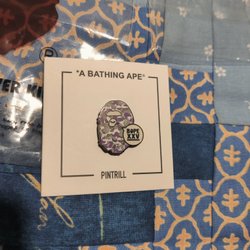 "A BATHING APE"
BAPE
XXV
PINTRILL